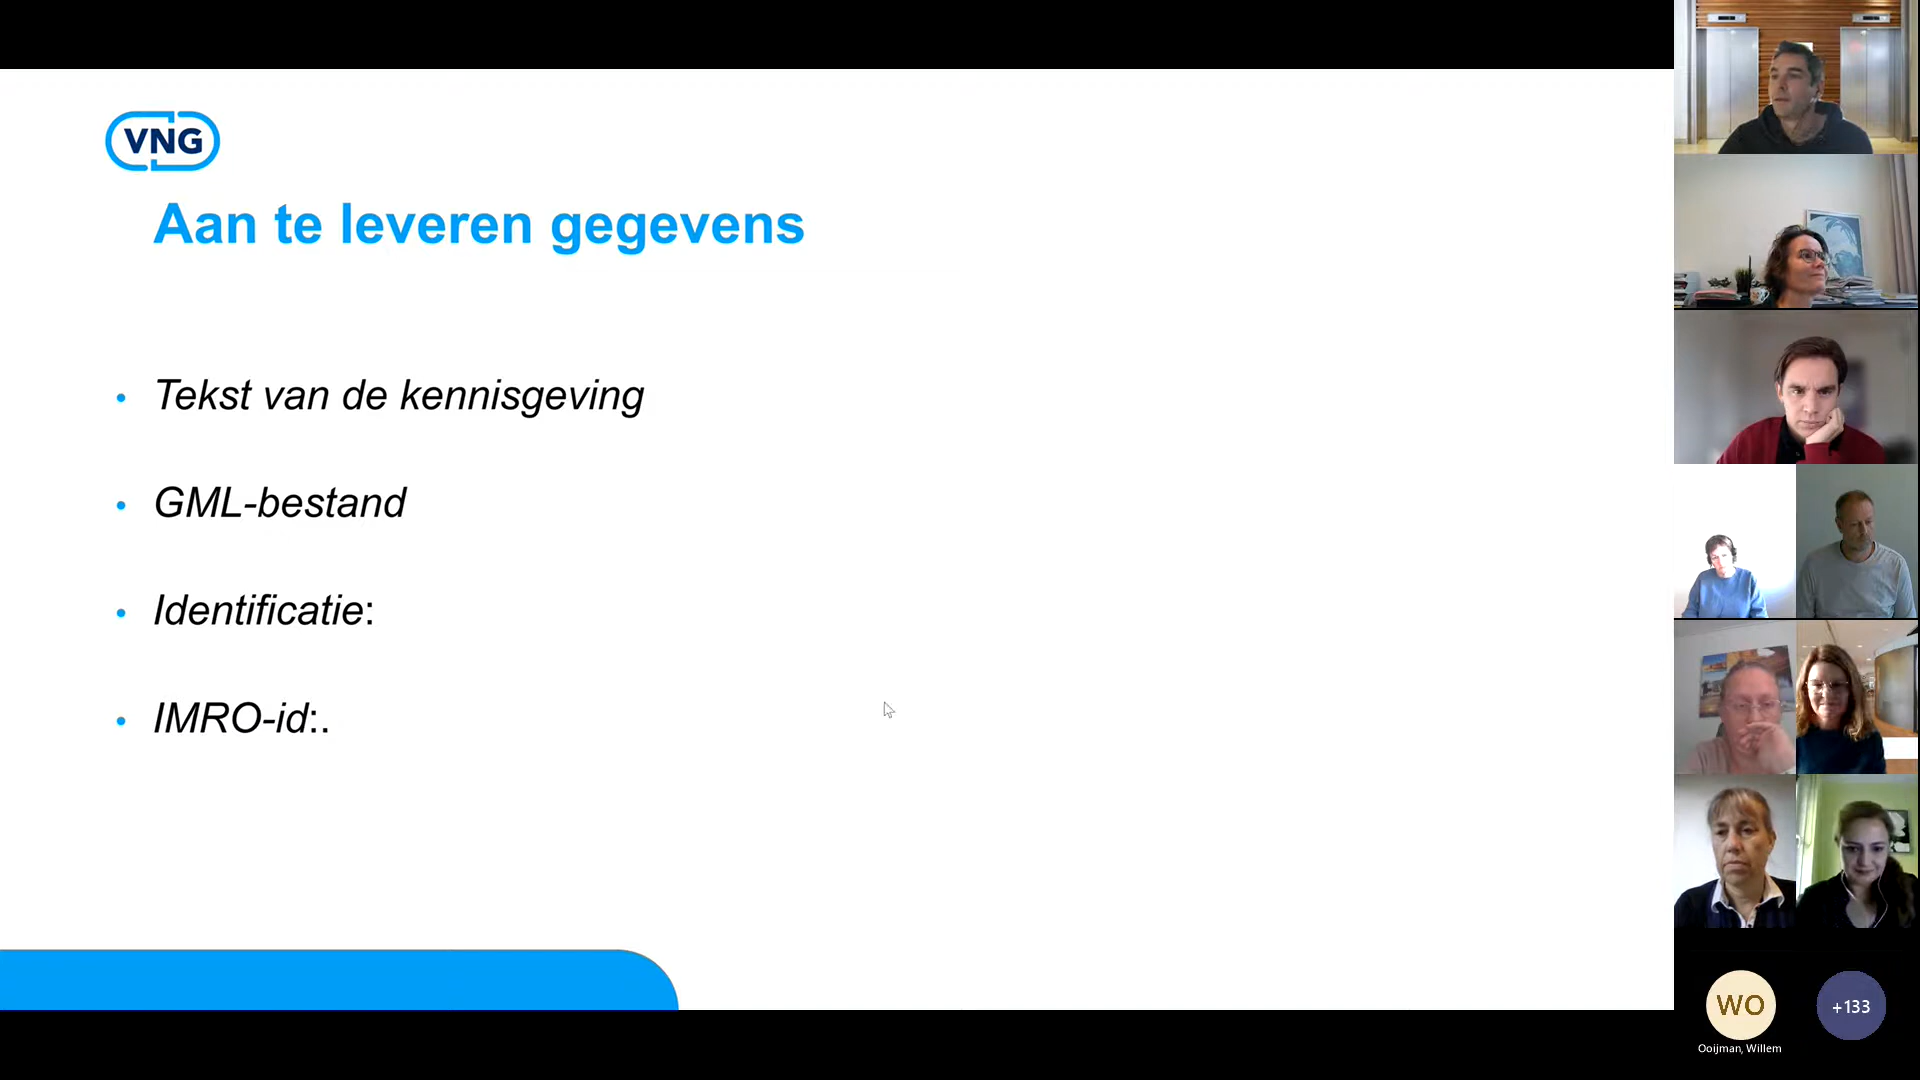 VNG
Aan te leveren gegevens
• Tekst van de kennisgeving
• GML-bestand
• Identificatie:
• IMRO-id:.
WO
+133
Ooijman, Willem